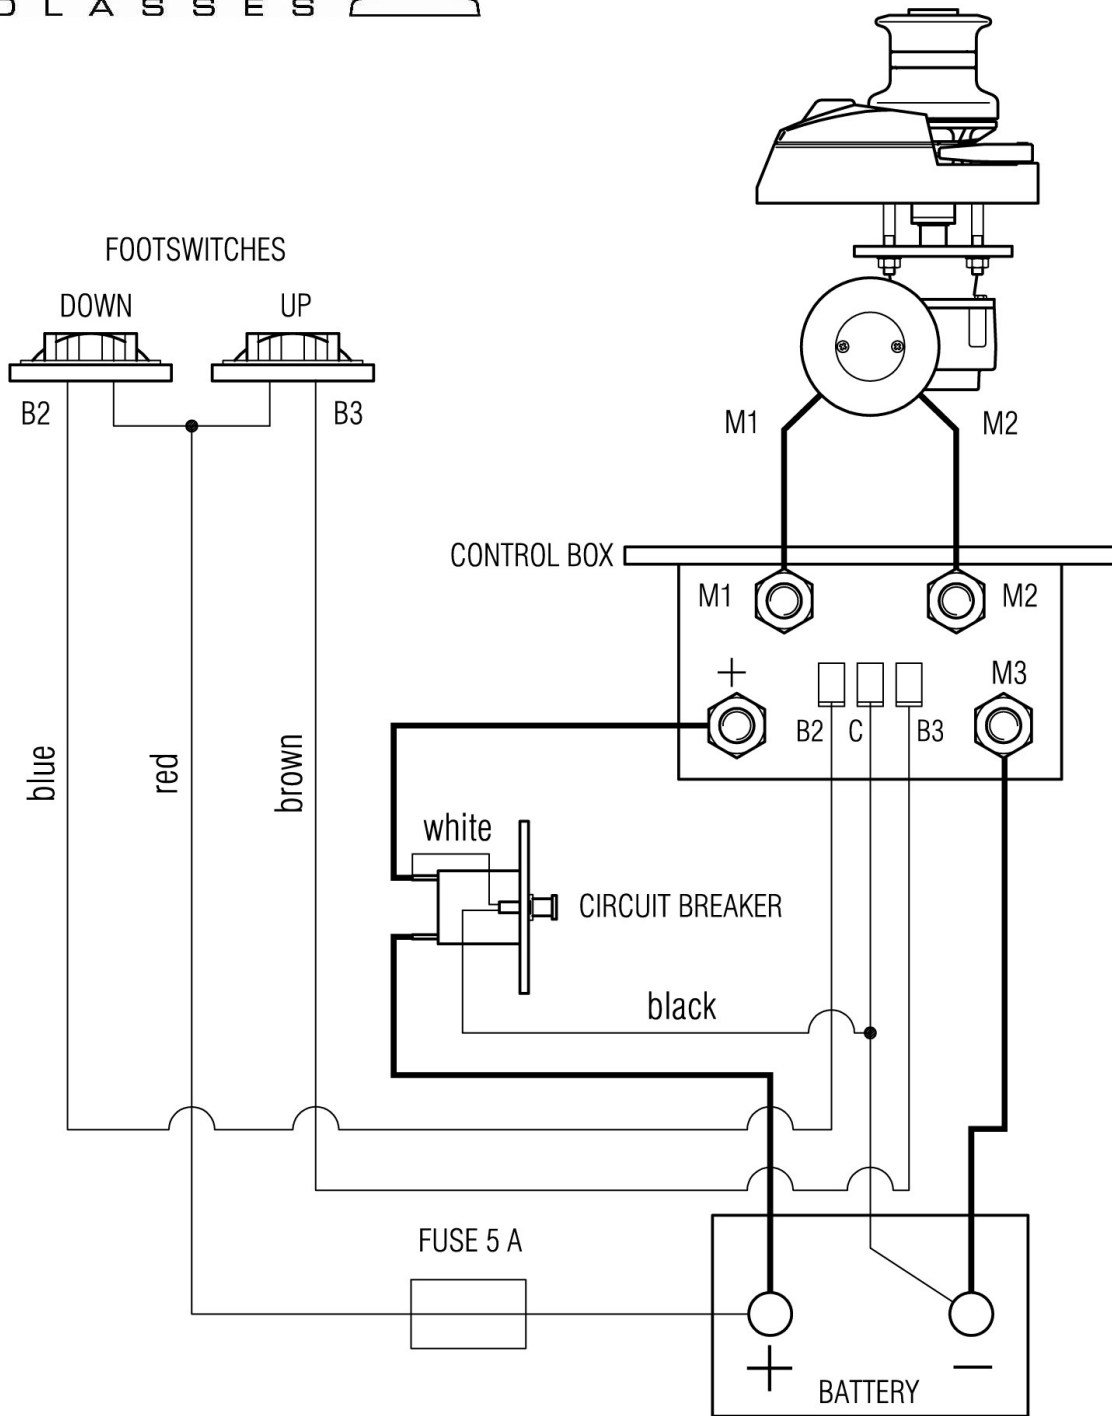 CLASSES
FOOTSWITCHES
DOWN
UP
B2
B3
M1
M2
CONTROL BOX
M1
M2
+
M3
B2
C
B3
blue
red
brown
white
CIRCUIT BREAKER
black
FUSE 5 A
+
−
BATTERY